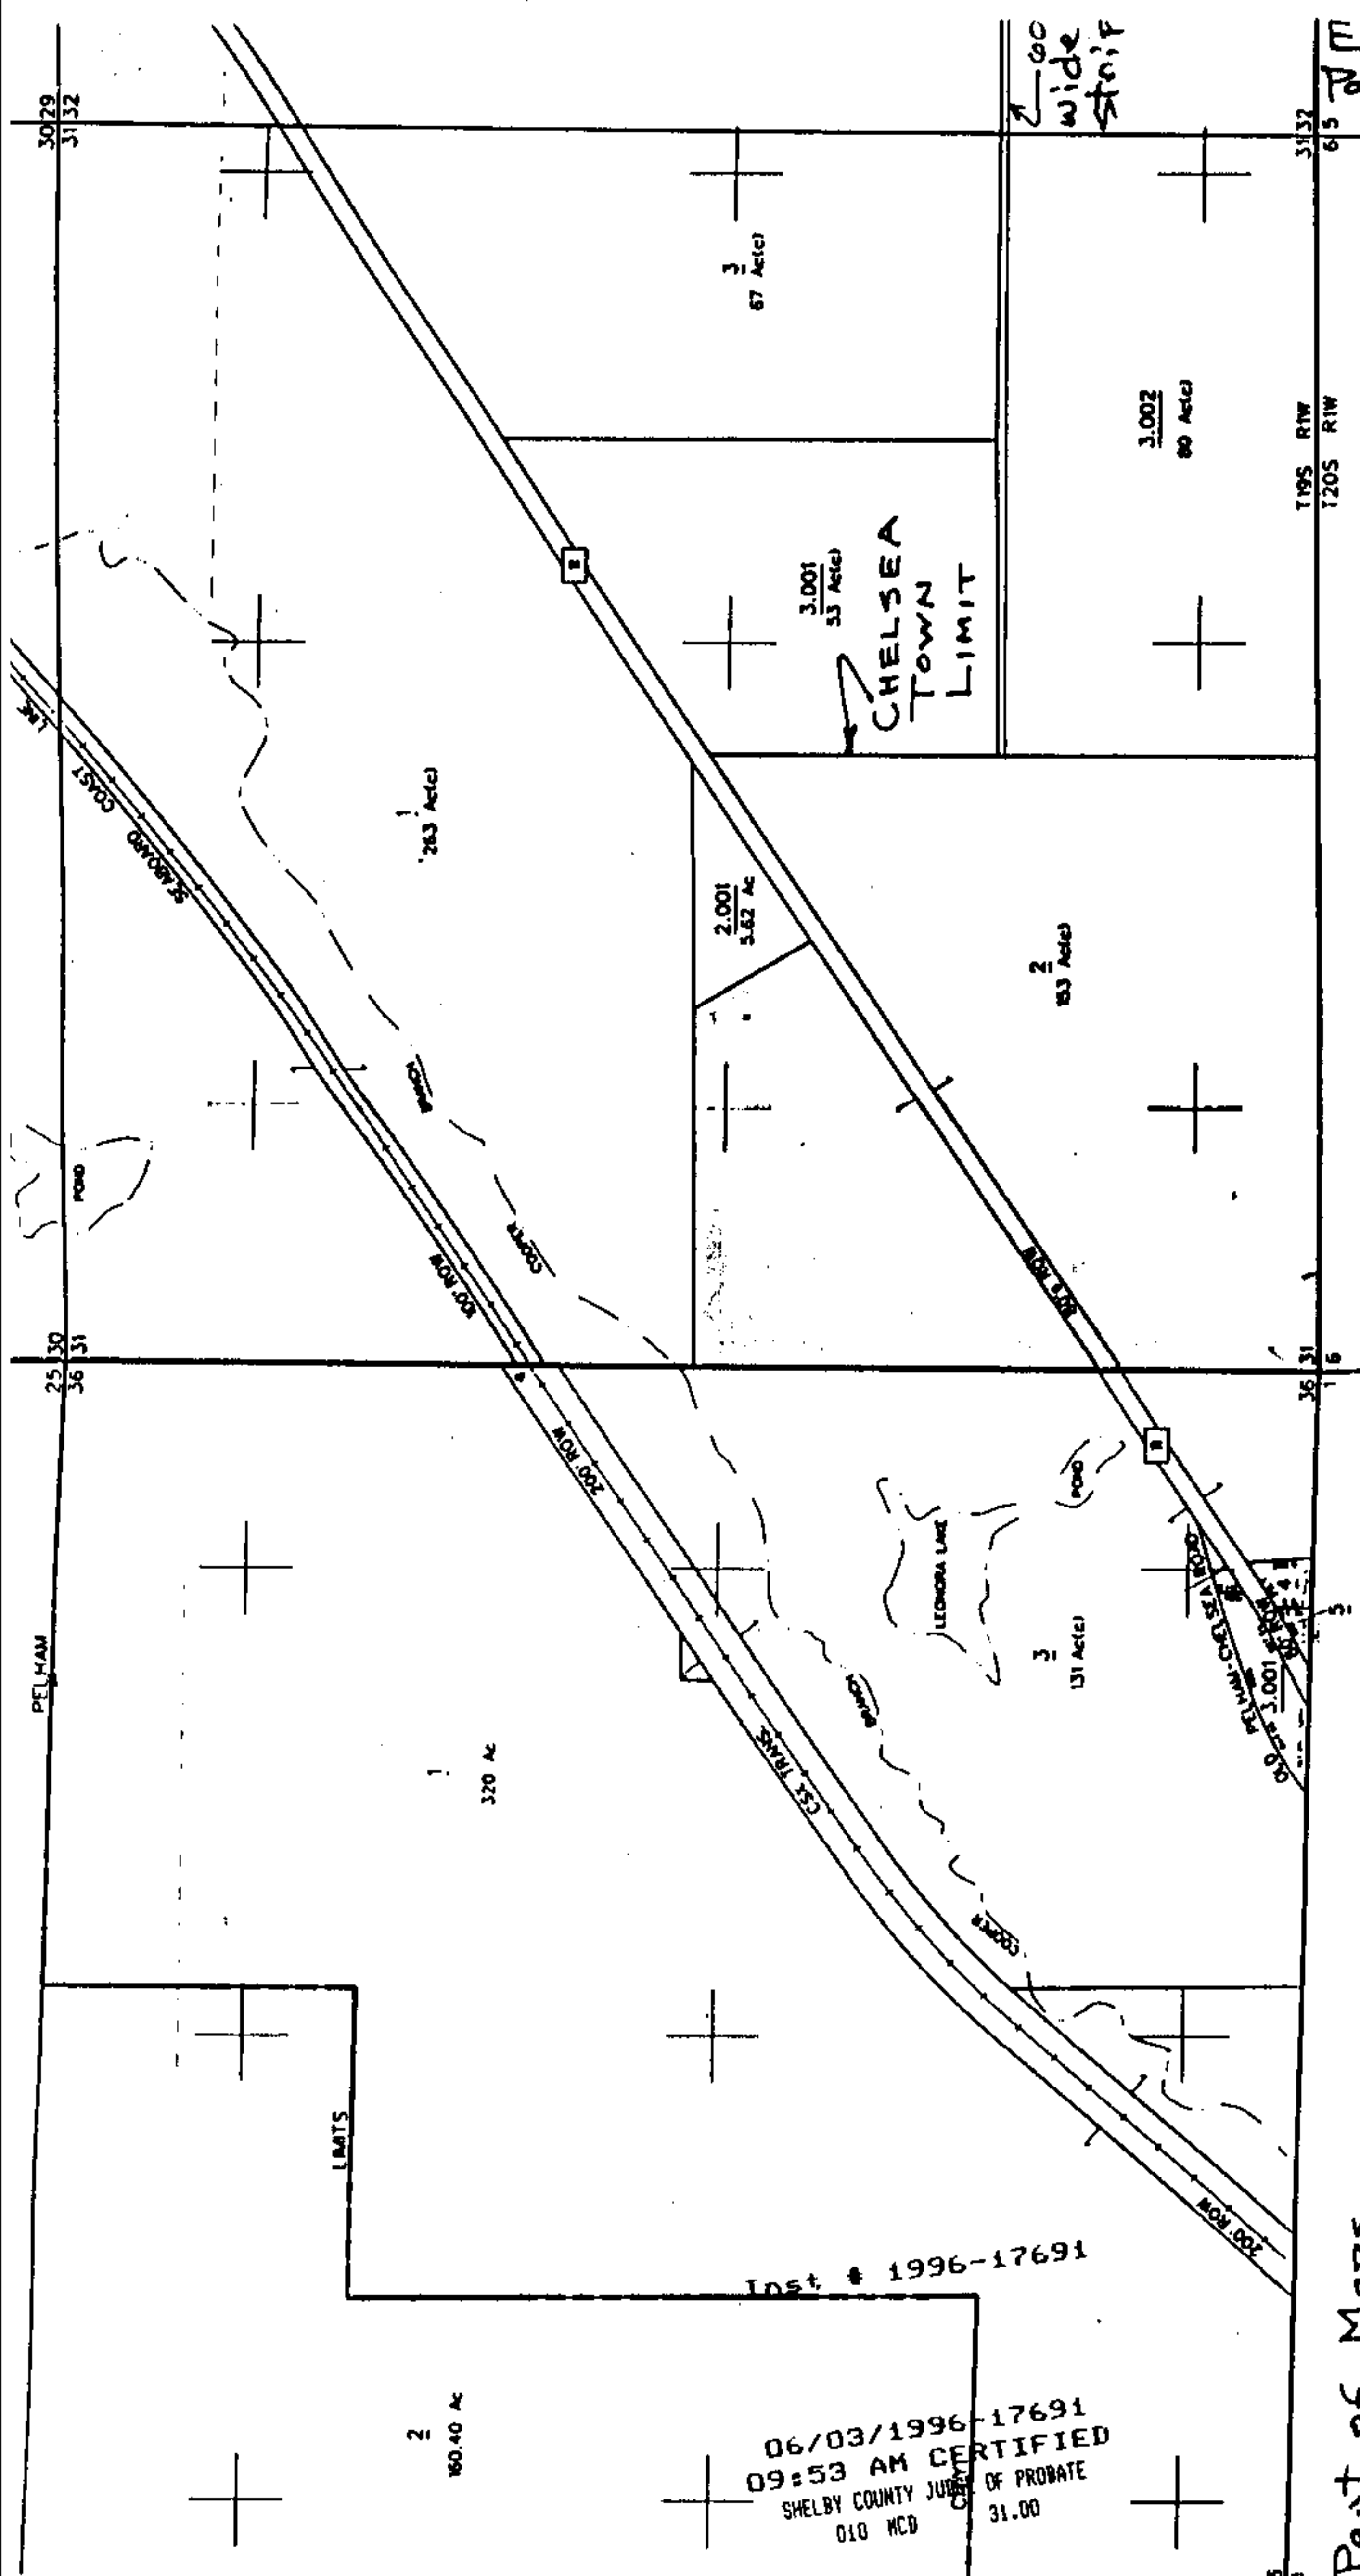 30 29
31 32
60
wide
strip
31 32
6 5
3
67 Ac(c)
3.002
80 Ac(c)
T19S R1W
T20S R1W
3.001
53 Ac(c)
CHELSEA
TOWN
LIMIT
SEABOARD COAST LINE
1
263 Ac(c)
2.001
5.62 Ac
2
153 Ac(c)
COOPER BRANCH
POND
100' ROW
80' ROW
25 30
36 31
36 31
1 6
200' ROW
LEONORA LAKE
POND
PELHAM
1
320 Ac
3
131 Ac(c)
OLD PELHAM-CHELSEA ROAD
3.001
4
5
CSX TRANS
COOPER BRANCH
LIMITS
200' ROW
2
160.40 Ac
CITY
Inst # 1996-17691
06/03/1996-17691
09:53 AM CERTIFIED
SHELBY COUNTY JUDGE OF PROBATE
010 MCD 31.00
Part of